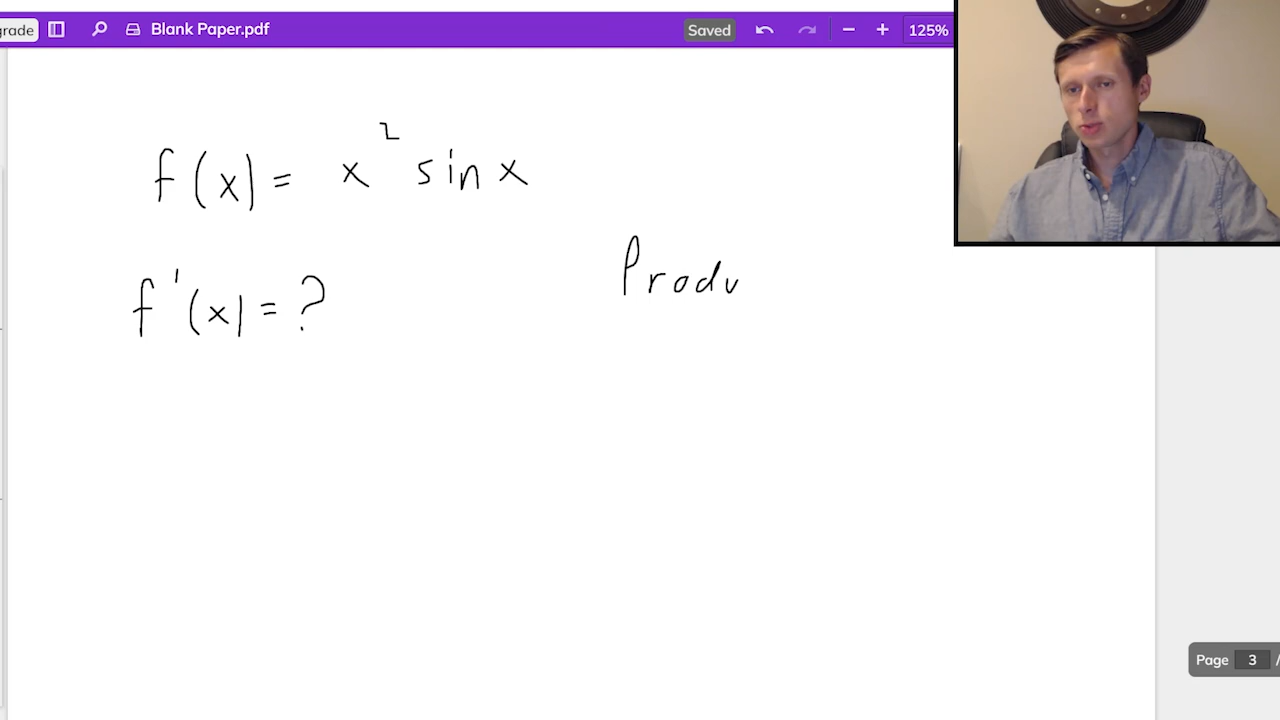 grade
Blank Paper.pdf
Saved
125%
f(x) = x² sin x
Produ
f'(x) = ?
Page 3 /